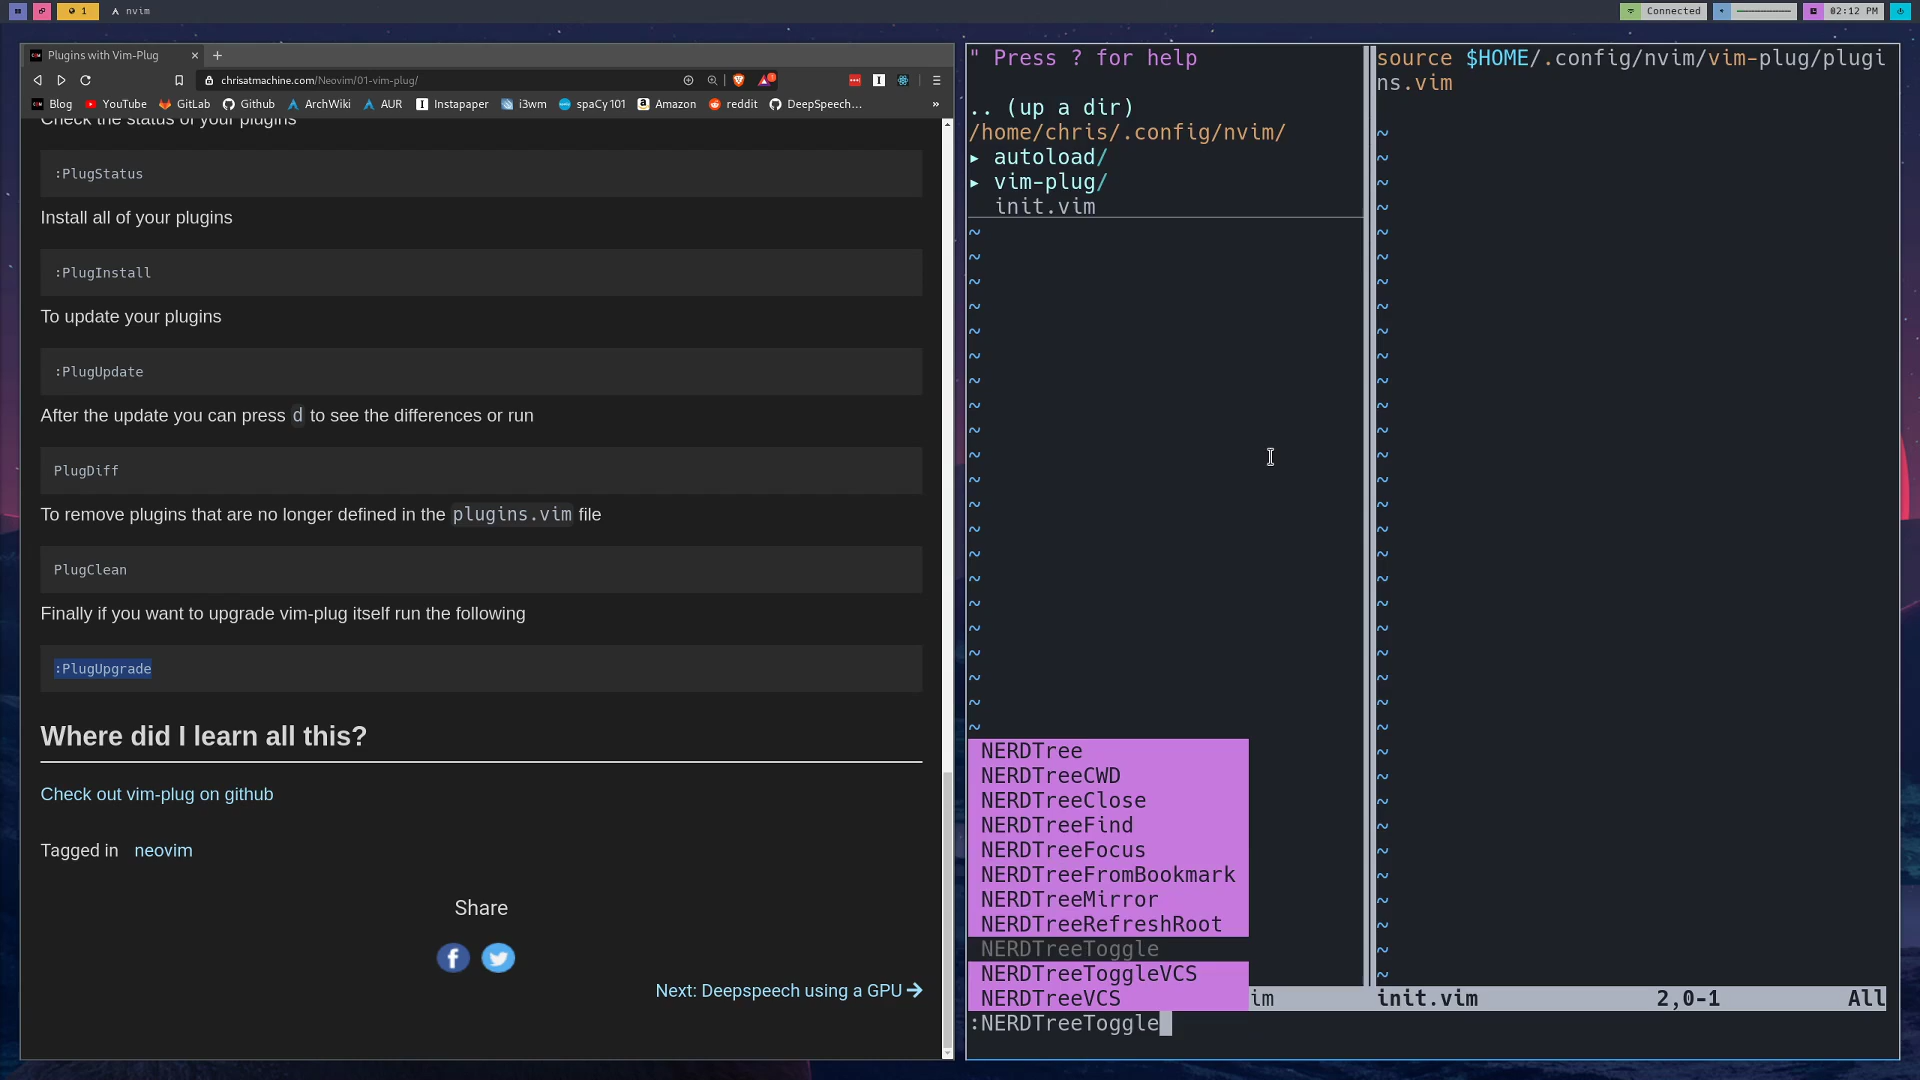 1
nvim
Connected
02:12 PM
Plugins with Vim-Plug
chrisatmachine.com/Neovim/01-vim-plug/
Blog YouTube GitLab Github ArchWiki AUR Instapaper i3wm spaCy101 Amazon reddit DeepSpeech... »
Check the status of your plugins
:PlugStatus
Install all of your plugins
:PlugInstall
To update your plugins
:PlugUpdate
After the update you can press d to see the differences or run
PlugDiff
To remove plugins that are no longer defined in the plugins.vim file
PlugClean
Finally if you want to upgrade vim-plug itself run the following
:PlugUpgrade
Where did I learn all this?
Check out vim-plug on github
Tagged in neovim
Share
Next: Deepspeech using a GPU →
" Press ? for help
.. (up a dir)
/home/chris/.config/nvim/
▸ autoload/
▸ vim-plug/
init.vim
NERDTree
NERDTreeCWD
NERDTreeClose
NERDTreeFind
NERDTreeFocus
NERDTreeFromBookmark
NERDTreeMirror
NERDTreeRefreshRoot
NERDTreeToggle
NERDTreeToggleVCS
NERDTreeVCS
im
:NERDTreeToggle
source $HOME/.config/nvim/vim-plug/plugi
ns.vim
init.vim 2,0-1 All